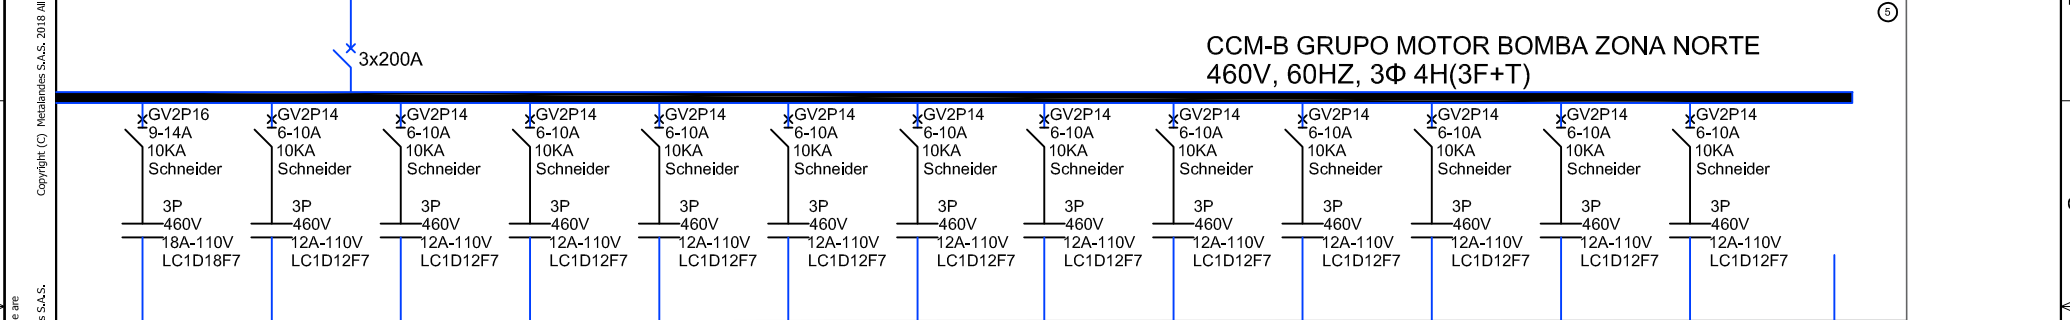 5
Copyright (C) Metalandes S.A.S. 2018 All
3x200A
CCM-B GRUPO MOTOR BOMBA ZONA NORTE
460V, 60HZ, 3Φ 4H(3F+T)
GV2P16 GV2P14 GV2P14 GV2P14 GV2P14 GV2P14 GV2P14 GV2P14 GV2P14 GV2P14 GV2P14 GV2P14 GV2P14
9-14A 6-10A 6-10A 6-10A 6-10A 6-10A 6-10A 6-10A 6-10A 6-10A 6-10A 6-10A 6-10A
10KA 10KA 10KA 10KA 10KA 10KA 10KA 10KA 10KA 10KA 10KA 10KA 10KA
Schneider Schneider Schneider Schneider Schneider Schneider Schneider Schneider Schneider Schneider Schneider Schneider Schneider
3P 3P 3P 3P 3P 3P 3P 3P 3P 3P 3P 3P 3P
460V 460V 460V 460V 460V 460V 460V 460V 460V 460V 460V 460V 460V
18A-110V 12A-110V 12A-110V 12A-110V 12A-110V 12A-110V 12A-110V 12A-110V 12A-110V 12A-110V 12A-110V 12A-110V 12A-110V
LC1D18F7 LC1D12F7 LC1D12F7 LC1D12F7 LC1D12F7 LC1D12F7 LC1D12F7 LC1D12F7 LC1D12F7 LC1D12F7 LC1D12F7 LC1D12F7 LC1D12F7
e are
s S.A.S.